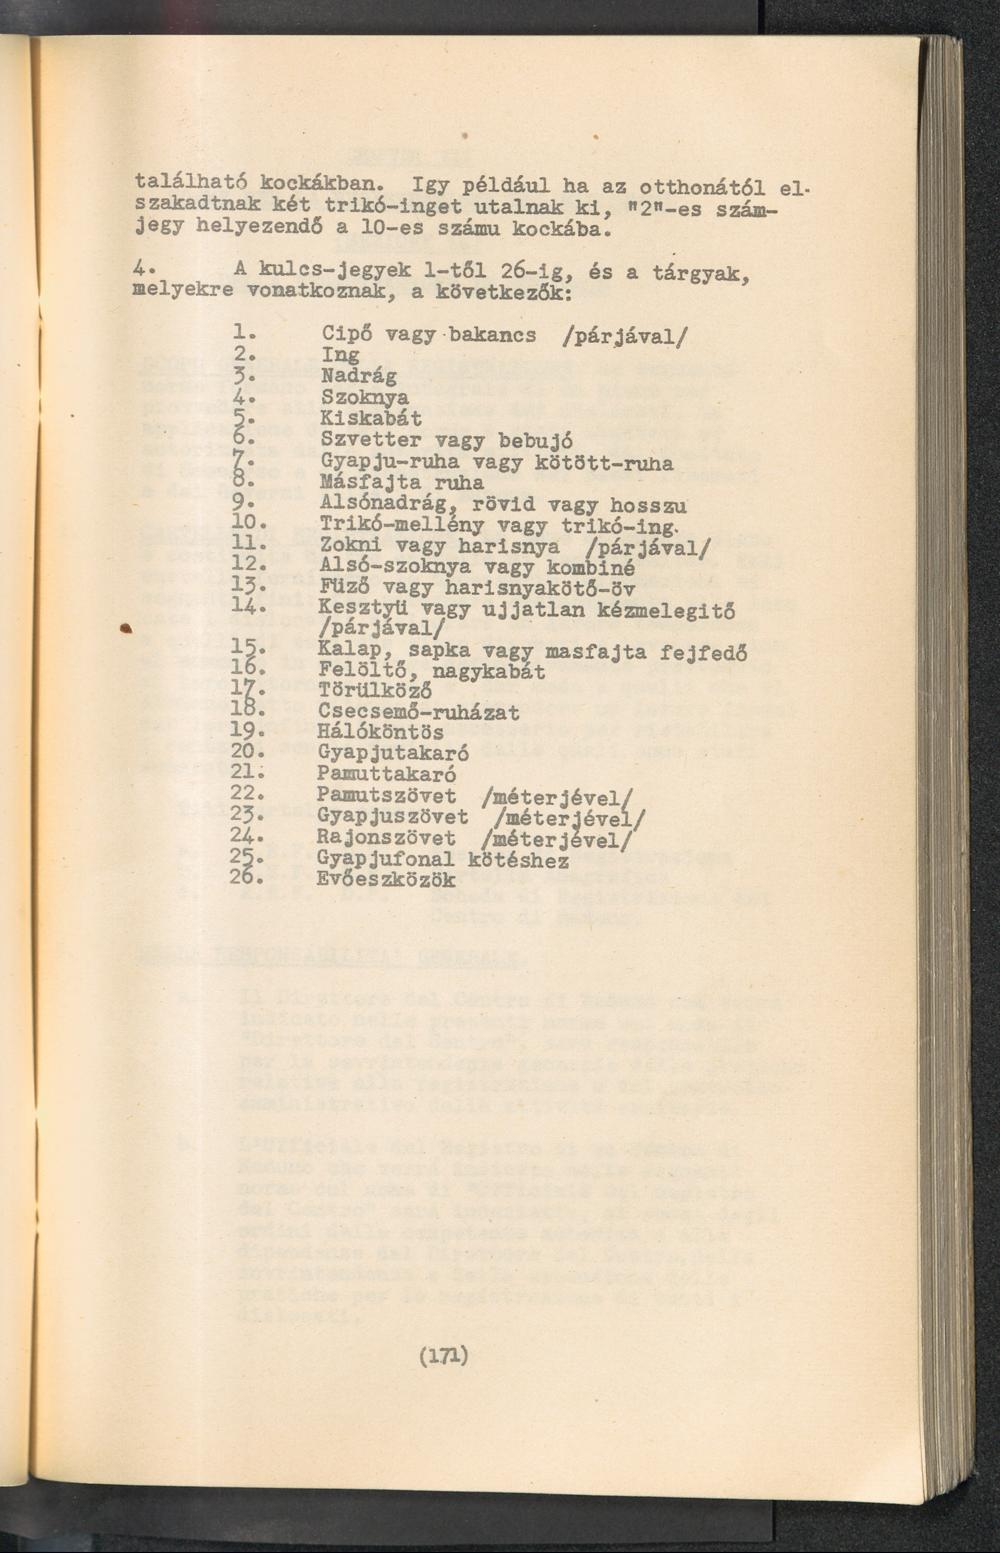 található kockákban. Igy például ha az otthonától el-
szakadtnak két trikó-inget utalnak ki, "2"-es szám-
jegy helyezendő a 10-es számu kockába.
4. A kulcs-jegyek 1-től 26-ig, és a tárgyak,
melyekre vonatkoznak, a következők:
1. Cipő vagy bakancs /párjával/
2. Ing
3. Nadrág
4. Szoknya
5. Kiskabát
6. Szvetter vagy bebujó
7. Gyapju-ruha vagy kötött-ruha
8. Másfajta ruha
9. Alsónadrág, rövid vagy hosszu
10. Trikó-mellény vagy trikó-ing.
11. Zokni vagy harisnya /párjával/
12. Alsó-szoknya vagy kombiné
13. Füző vagy harisnyakötő-öv
14. Kesztyü vagy ujjatlan kézmelegitő
/párjával/
15. Kalap, sapka vagy masfajta fejfedő
16. Felöltő, nagykabát
17. Törülköző
18. Csecsemő-ruházat
19. Hálóköntös
20. Gyapjutakaró
21. Pamuttakaró
22. Pamutszövet /méterjével/
23. Gyapjuszövet /méterjével/
24. Rajonszövet /méterjével/
25. Gyapjufonal kötéshez
26. Evőeszközök
(171)